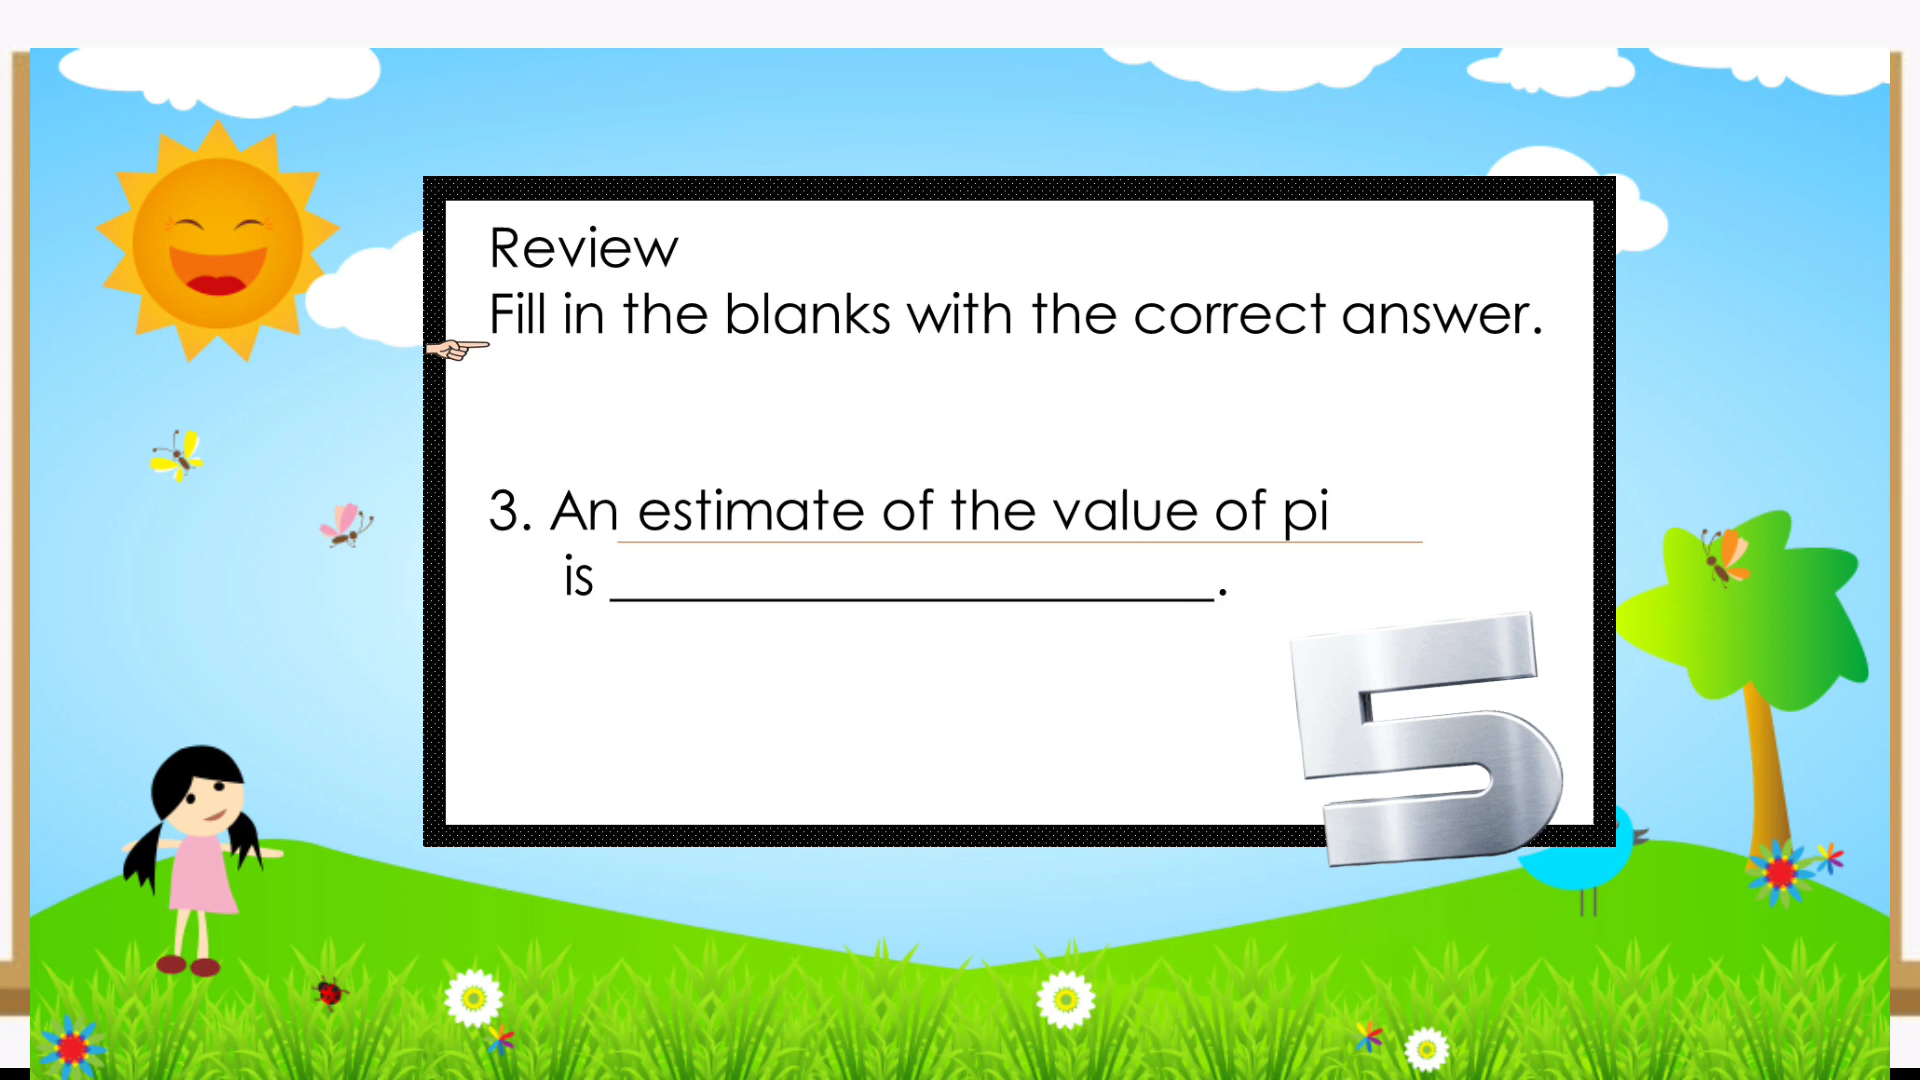 Review
Fill in the blanks with the correct answer.
3. An estimate of the value of pi
is ______________________.
5